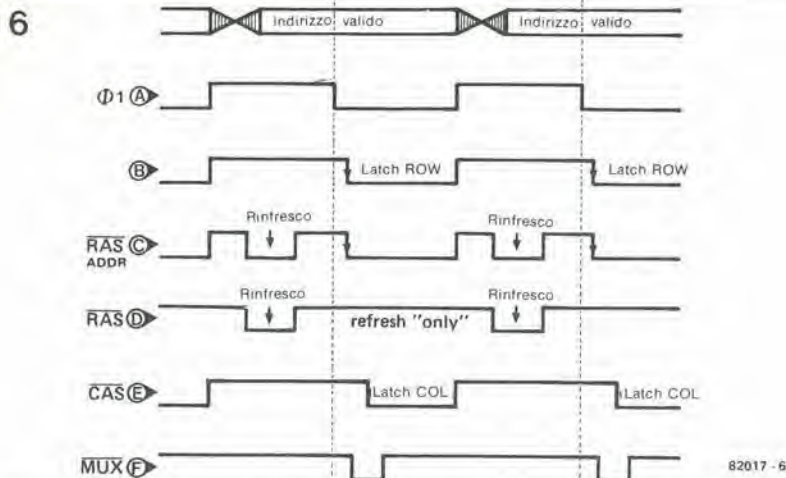 6
Indirizzo valido Indirizzo valido
Φ1 A
B Latch ROW Latch ROW
Rinfresco Rinfresco
RAS C
ADDR
Rinfresco Rinfresco
RAS D refresh "only"
CAS E Latch COL Latch COL
MUX F 82017 - 6